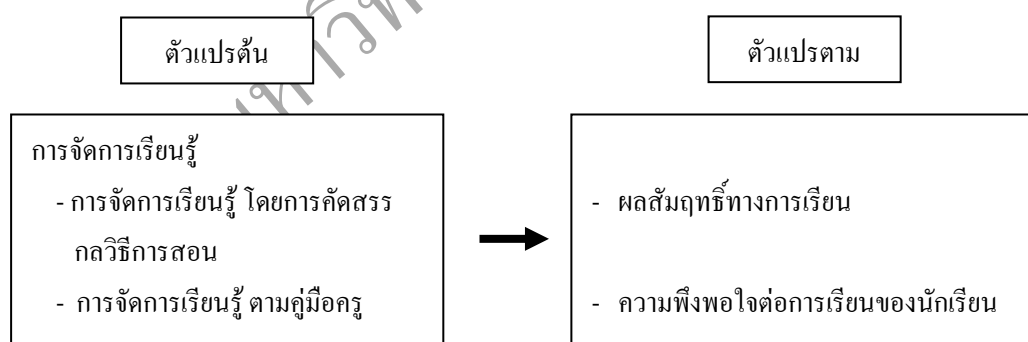 ตัวแปรต้น
ตัวแปรตาม
การจัดการเรียนรู้
- การจัดการเรียนรู้ โดยการคัดสรร
กลวิธีการสอน
- การจัดการเรียนรู้ ตามคู่มือครู
- ผลสัมฤทธิ์ทางการเรียน
- ความพึงพอใจต่อการเรียนของนักเรียน